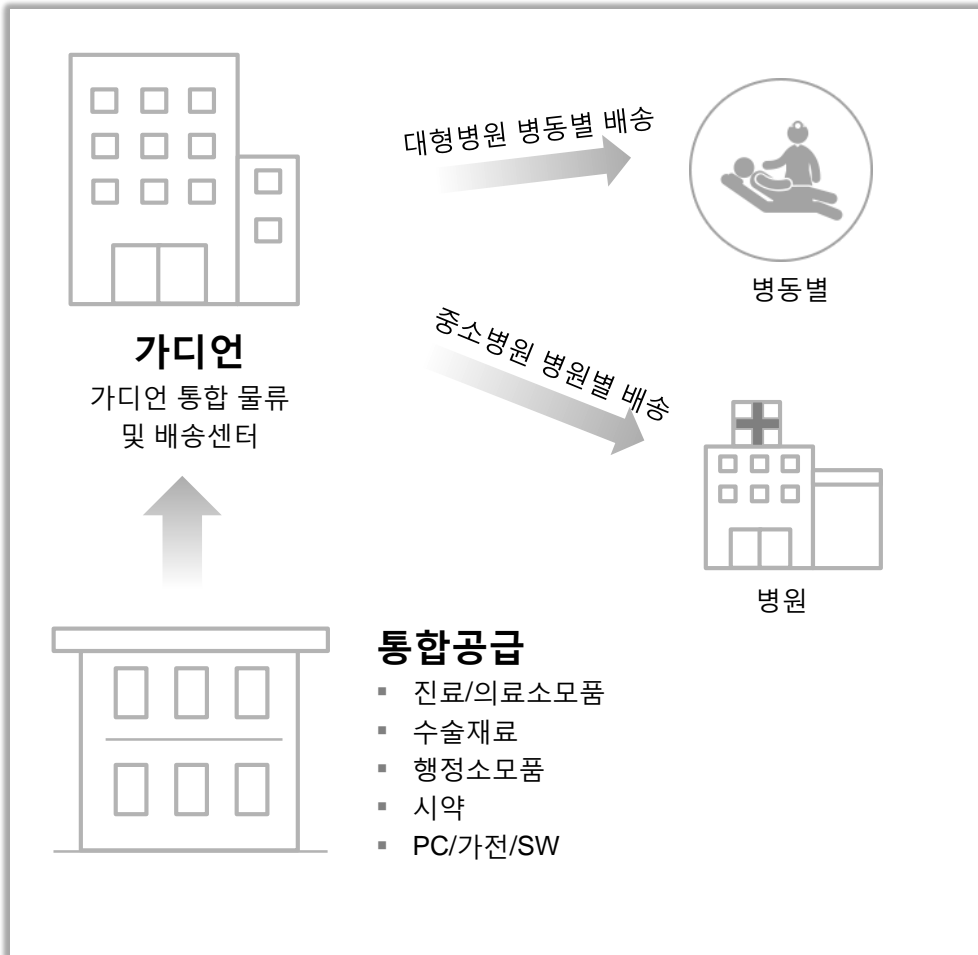 대형병원 병동별 배송
병동별
중소병원 병원별 배송
가디언
가디언 통합 물류
및 배송센터
병원
통합공급
▪ 진료/의료소모품
▪ 수술재료
▪ 행정소모품
▪ 시약
▪ PC/가전/SW